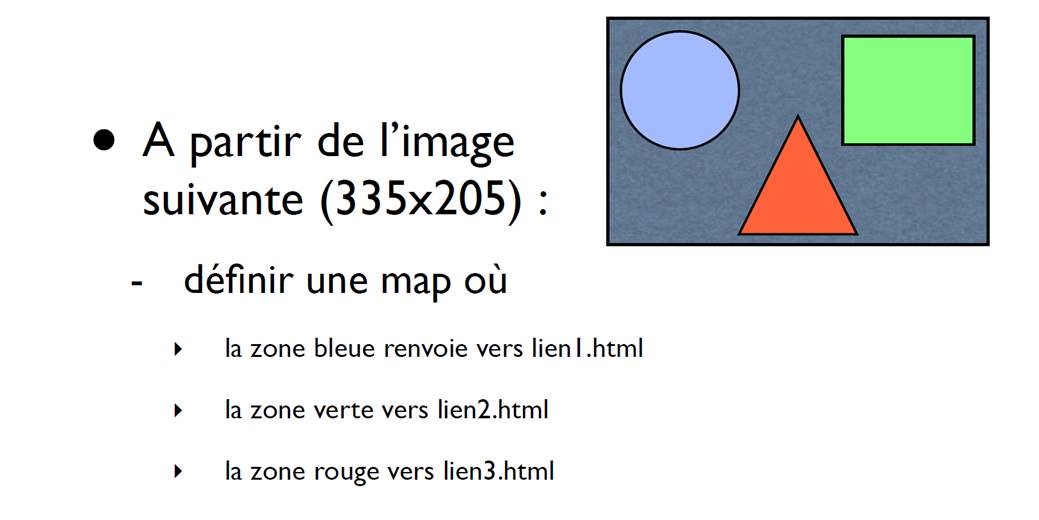 • A partir de l’image
suivante (335x205) :
- définir une map où
‣ la zone bleue renvoie vers lien1.html
‣ la zone verte vers lien2.html
‣ la zone rouge vers lien3.html